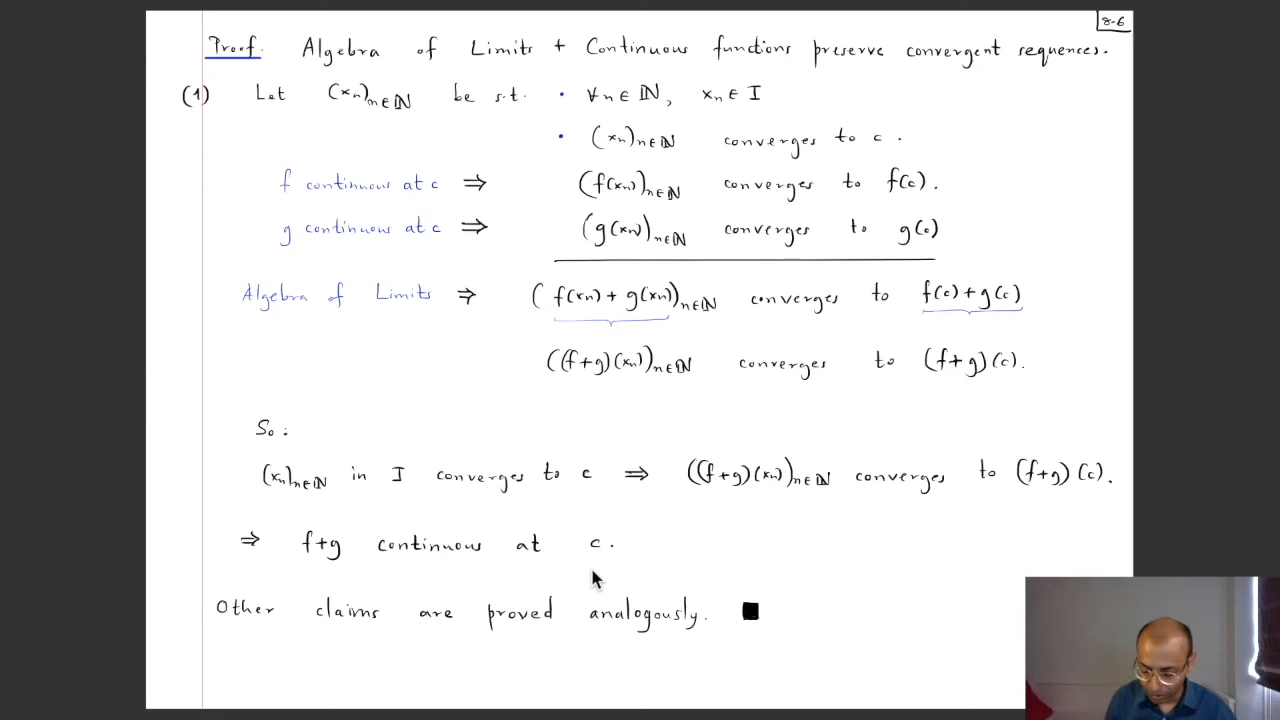 8-6
Proof. Algebra of Limits + Continuous functions preserve convergent sequences.
(1) Let (xn)n∈ℕ be s.t. • ∀n∈ℕ, xn∈I
• (xn)n∈ℕ converges to c.
f continuous at c ⇒ (f(xn))n∈ℕ converges to f(c).
g continuous at c ⇒ (g(xn))n∈ℕ converges to g(c)
Algebra of Limits ⇒ (f(xn)+g(xn))n∈ℕ converges to f(c)+g(c)
((f+g)(xn))n∈ℕ converges to (f+g)(c).
So:
(xn)n∈ℕ in I converges to c ⇒ ((f+g)(xn))n∈ℕ converges to (f+g)(c).
⇒ f+g continuous at c.
Other claims are proved analogously. ■